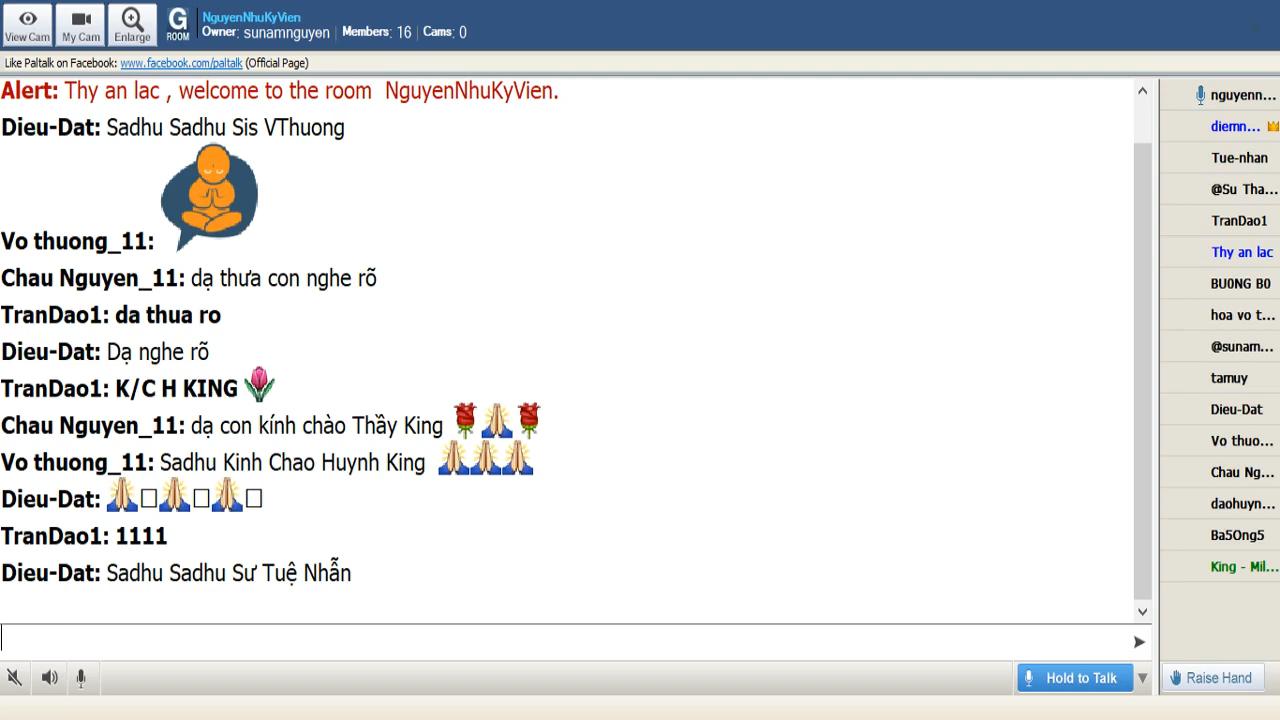 View Cam
My Cam
Enlarge
G
ROOM
NguyenNhuKyVien
Owner: sunamnguyen | Members: 16 | Cams: 0
Like Paltalk on Facebook: www.facebook.com/paltalk (Official Page)
Alert: Thy an lac , welcome to the room NguyenNhuKyVien.
Dieu-Dat: Sadhu Sadhu Sis VThuong
Vo thuong_11:
Chau Nguyen_11: dạ thưa con nghe rõ
TranDao1: da thua ro
Dieu-Dat: Dạ nghe rõ
TranDao1: K/C H KING 🌷
Chau Nguyen_11: dạ con kính chào Thầy King 🌹🙏🌹
Vo thuong_11: Sadhu Kinh Chao Huynh King 🙏🙏🙏
Dieu-Dat: 🙏□🙏□🙏□
TranDao1: 1111
Dieu-Dat: Sadhu Sadhu Sư Tuệ Nhẫn
nguyenn...
diemn...
Tue-nhan
@Su Tha...
TranDao1
Thy an lac
BU0NG B0
hoa vo t...
@sunam...
tamuy
Dieu-Dat
Vo thuo...
Chau Ng...
daohuyn...
Ba5Ong5
King - Mil...
Hold to Talk
Raise Hand